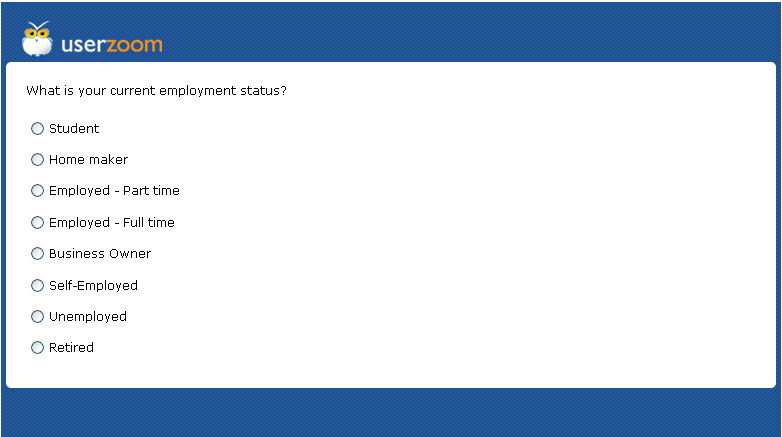 userzoom
What is your current employment status?
Student
Home maker
Employed - Part time
Employed - Full time
Business Owner
Self-Employed
Unemployed
Retired